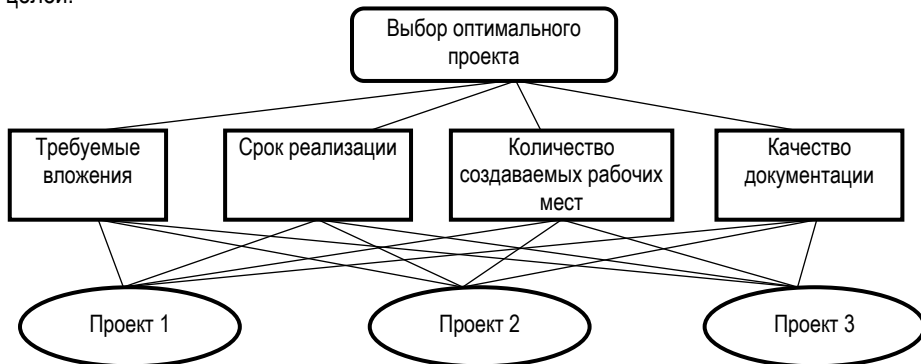 целей.
Выбор оптимального
проекта
Требуемые
вложения
Срок реализации
Количество
создаваемых рабочих
мест
Качество
документации
Проект 1
Проект 2
Проект 3